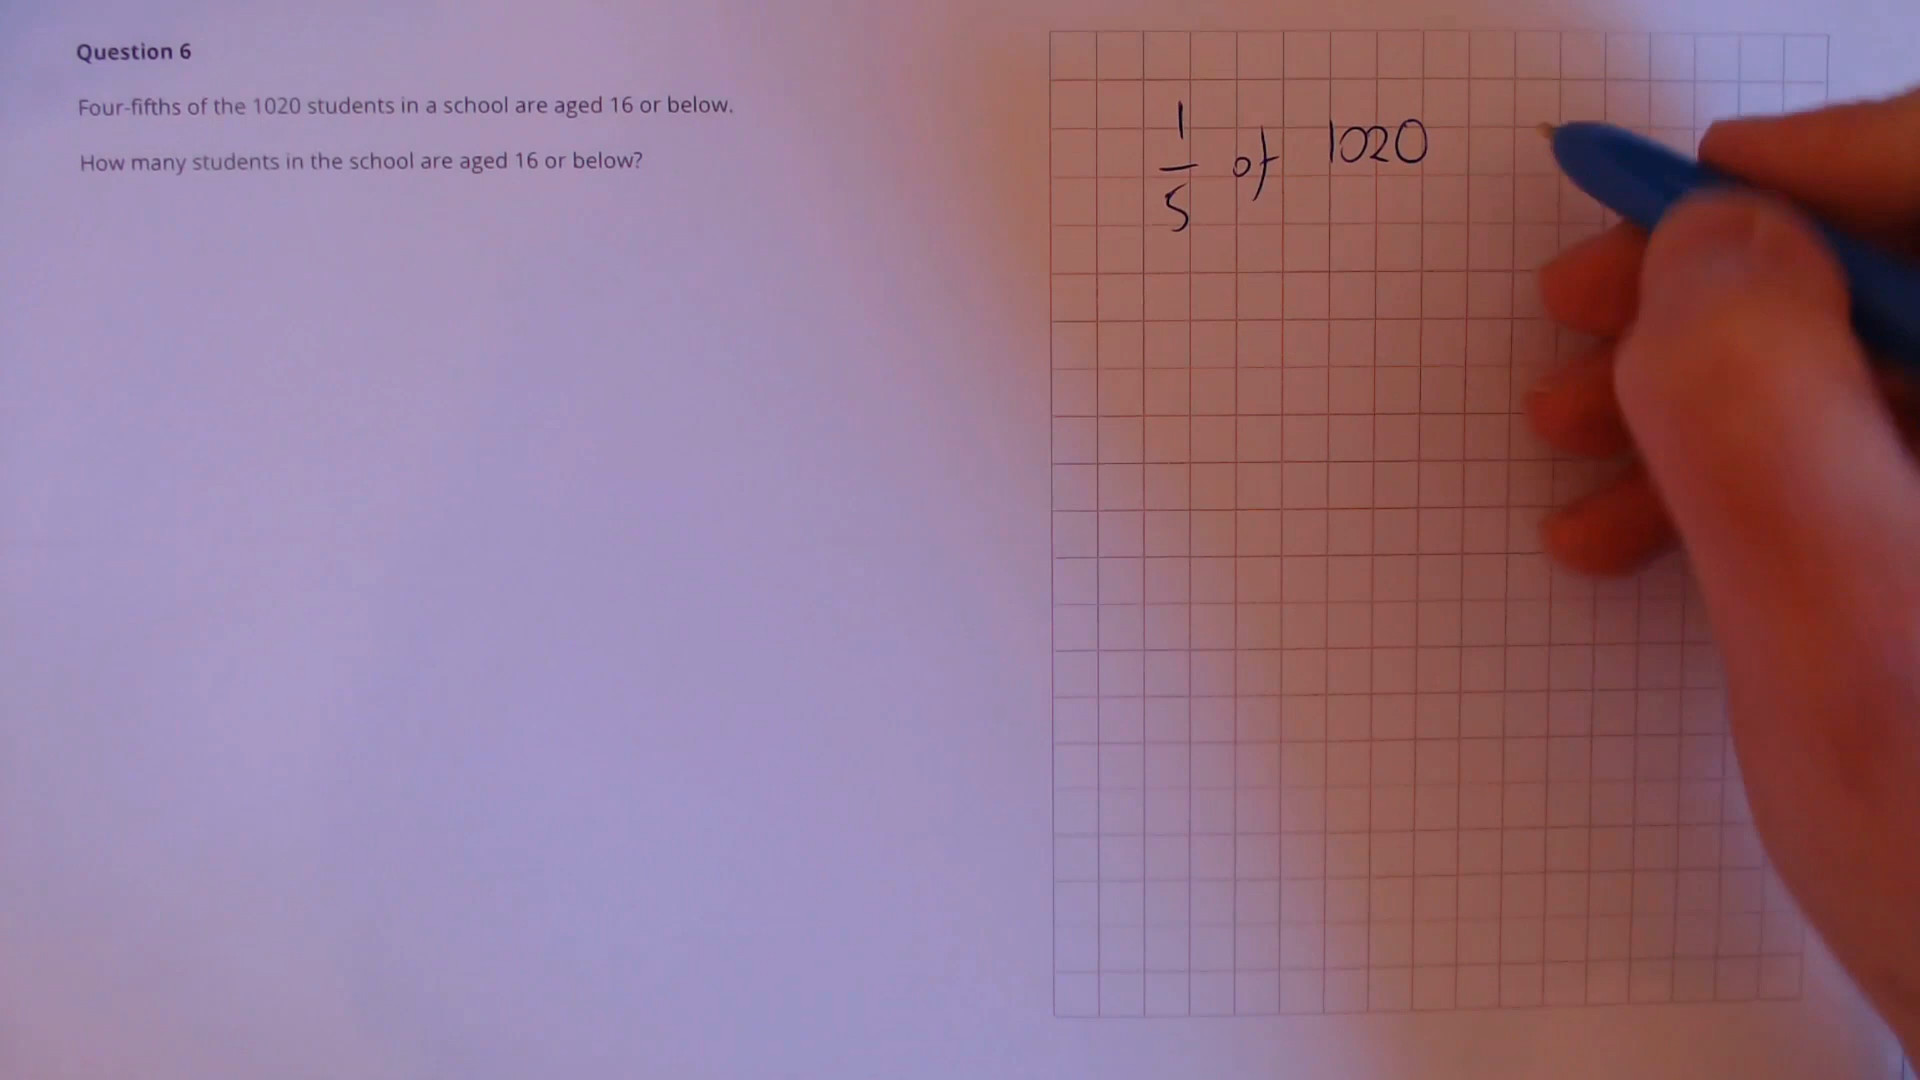 Question 6
Four-fifths of the 1020 students in a school are aged 16 or below.
How many students in the school are aged 16 or below?
1/5 of 1020